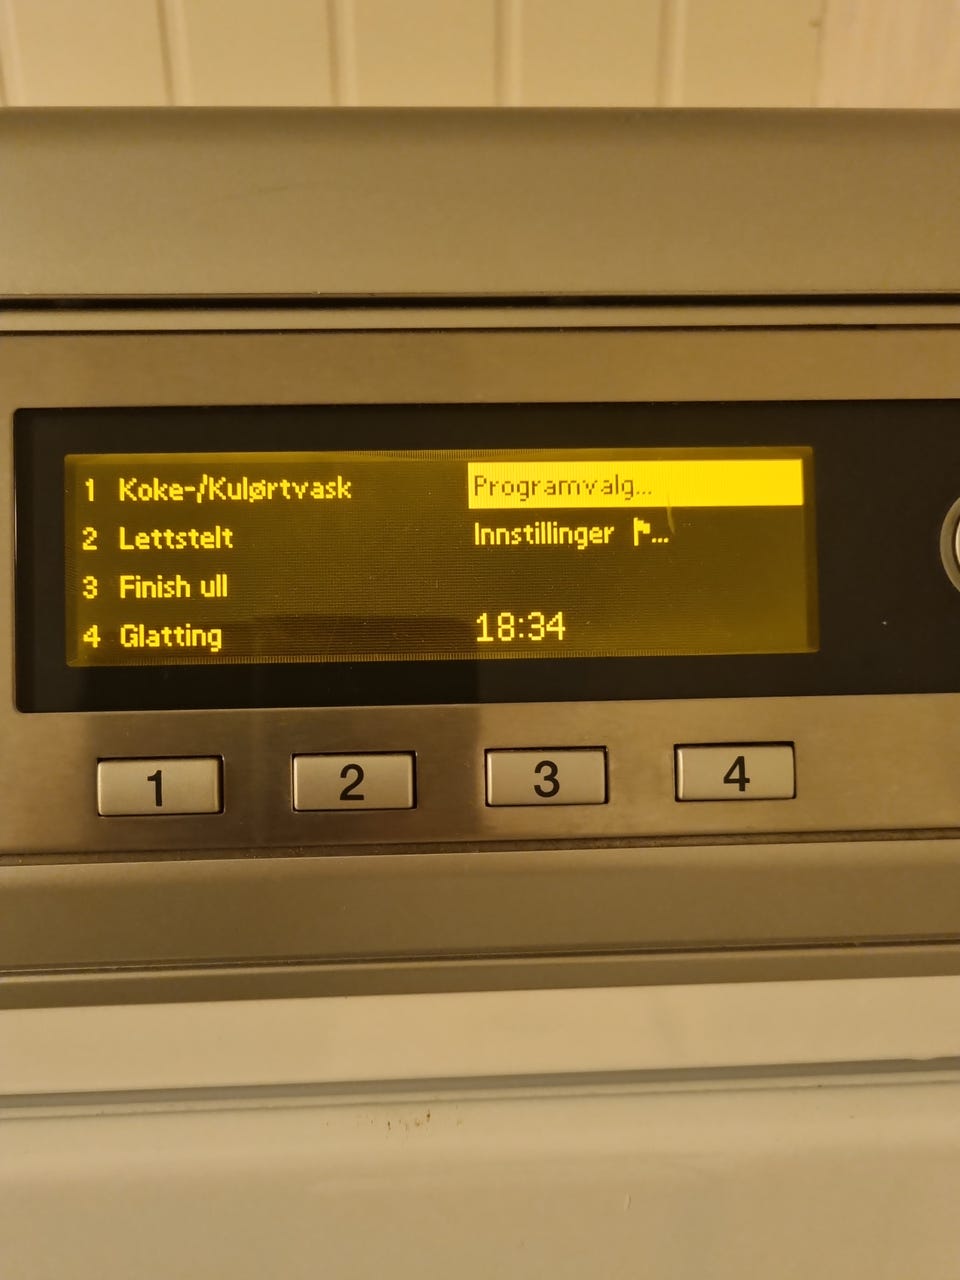 1 Koke-/Kulørtvask
2 Lettstelt
3 Finish ull
4 Glatting
Programvalg...
Innstillinger ...
18:34
1 2 3 4